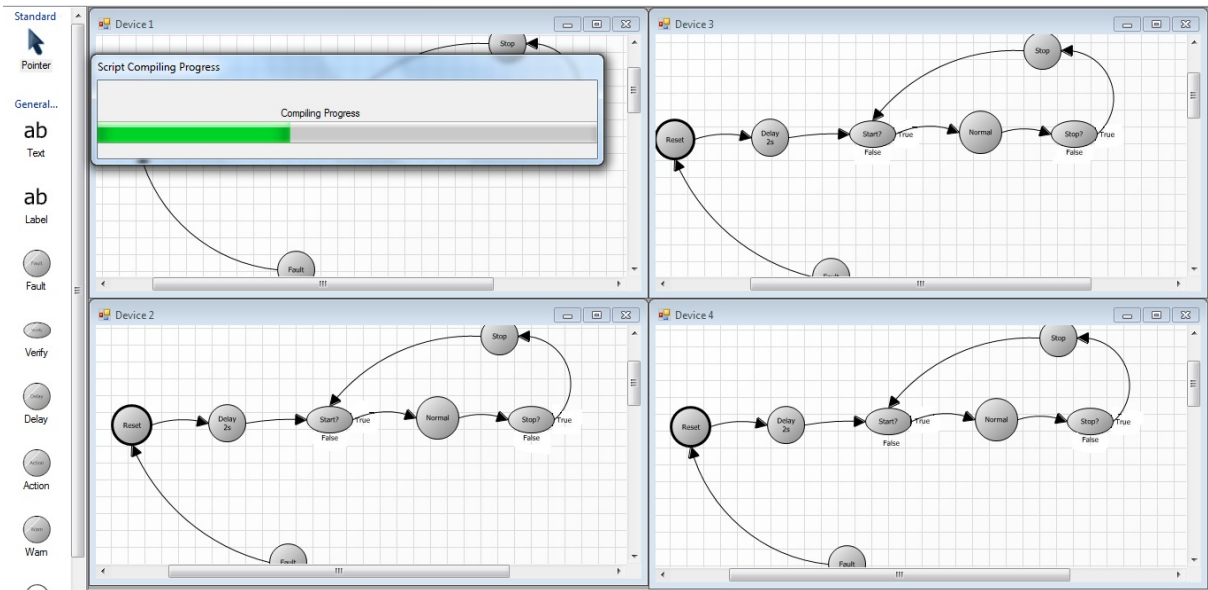 Standard
Pointer
General...
ab
Text
ab
Label
Fault
Fault
Verify
Delay
Delay
Action
Action
Warn
Warn
Device 1
Stop
Script Compiling Progress
Compiling Progress
Fault
Device 3
Stop
Reset
Delay
2s
Start?
True
False
Normal
Stop?
True
False
Fault
Device 2
Stop
Reset
Delay
2s
Start?
True
False
Normal
Stop?
True
False
Fault
Device 4
Stop
Reset
Delay
2s
Start?
True
False
Normal
Stop?
True
False
Fault